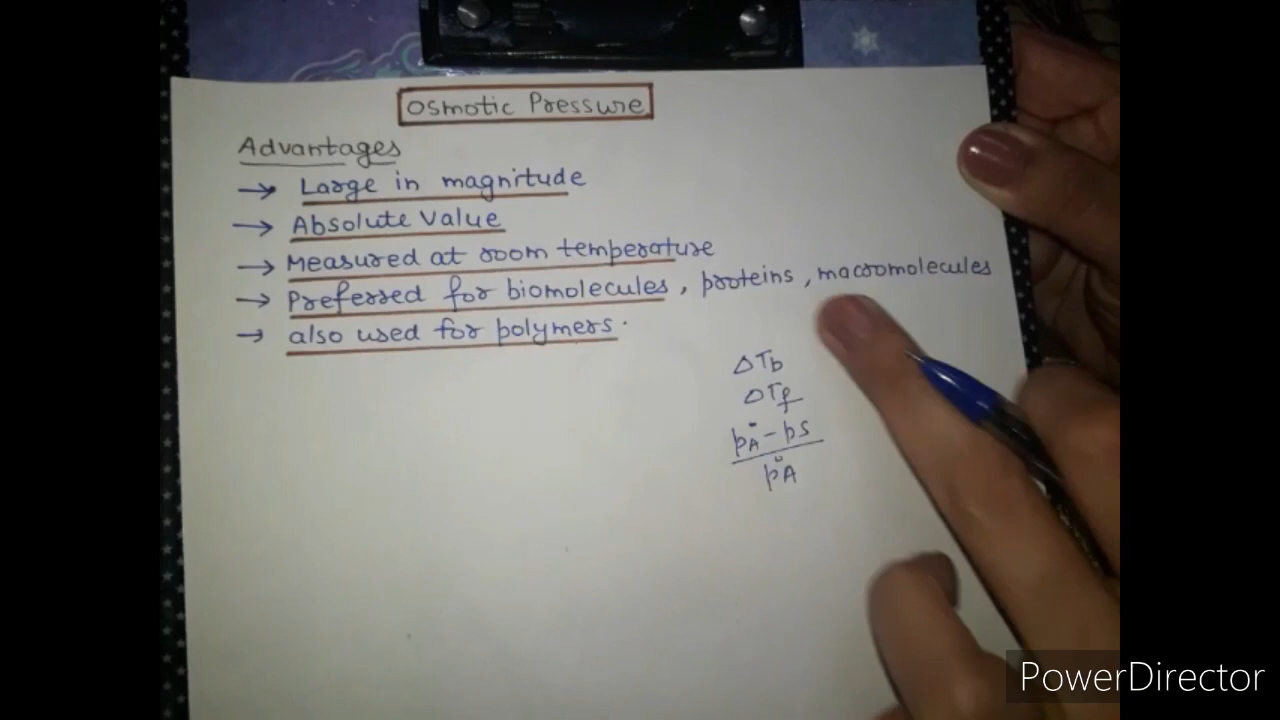 Osmotic Pressure
Advantages
→ Large in magnitude
→ Absolute value
→ Measured at room temperature
→ Preferred for biomolecules, proteins, macromolecules
→ also used for polymers.
ΔTb
ΔTf
p°A - ps
p°A
PowerDirector